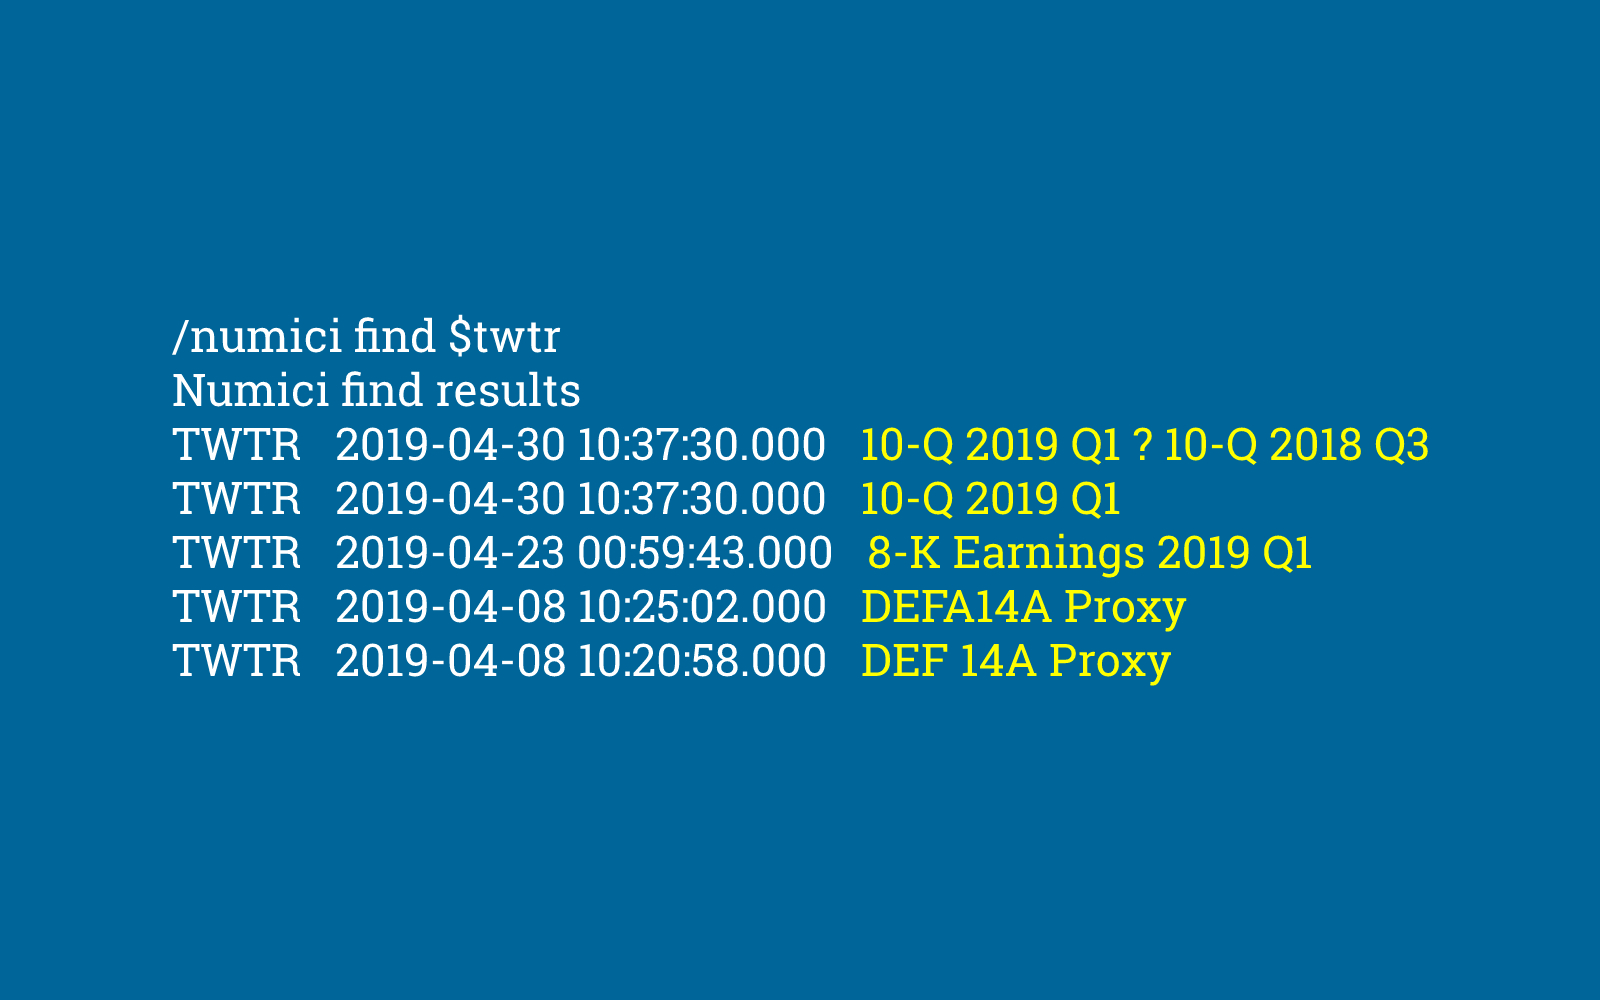 /numici find $twtr
Numici find results
TWTR 2019-04-30 10:37:30.000 10-Q 2019 Q1 ? 10-Q 2018 Q3
TWTR 2019-04-30 10:37:30.000 10-Q 2019 Q1
TWTR 2019-04-23 00:59:43.000 8-K Earnings 2019 Q1
TWTR 2019-04-08 10:25:02.000 DEFA14A Proxy
TWTR 2019-04-08 10:20:58.000 DEF 14A Proxy